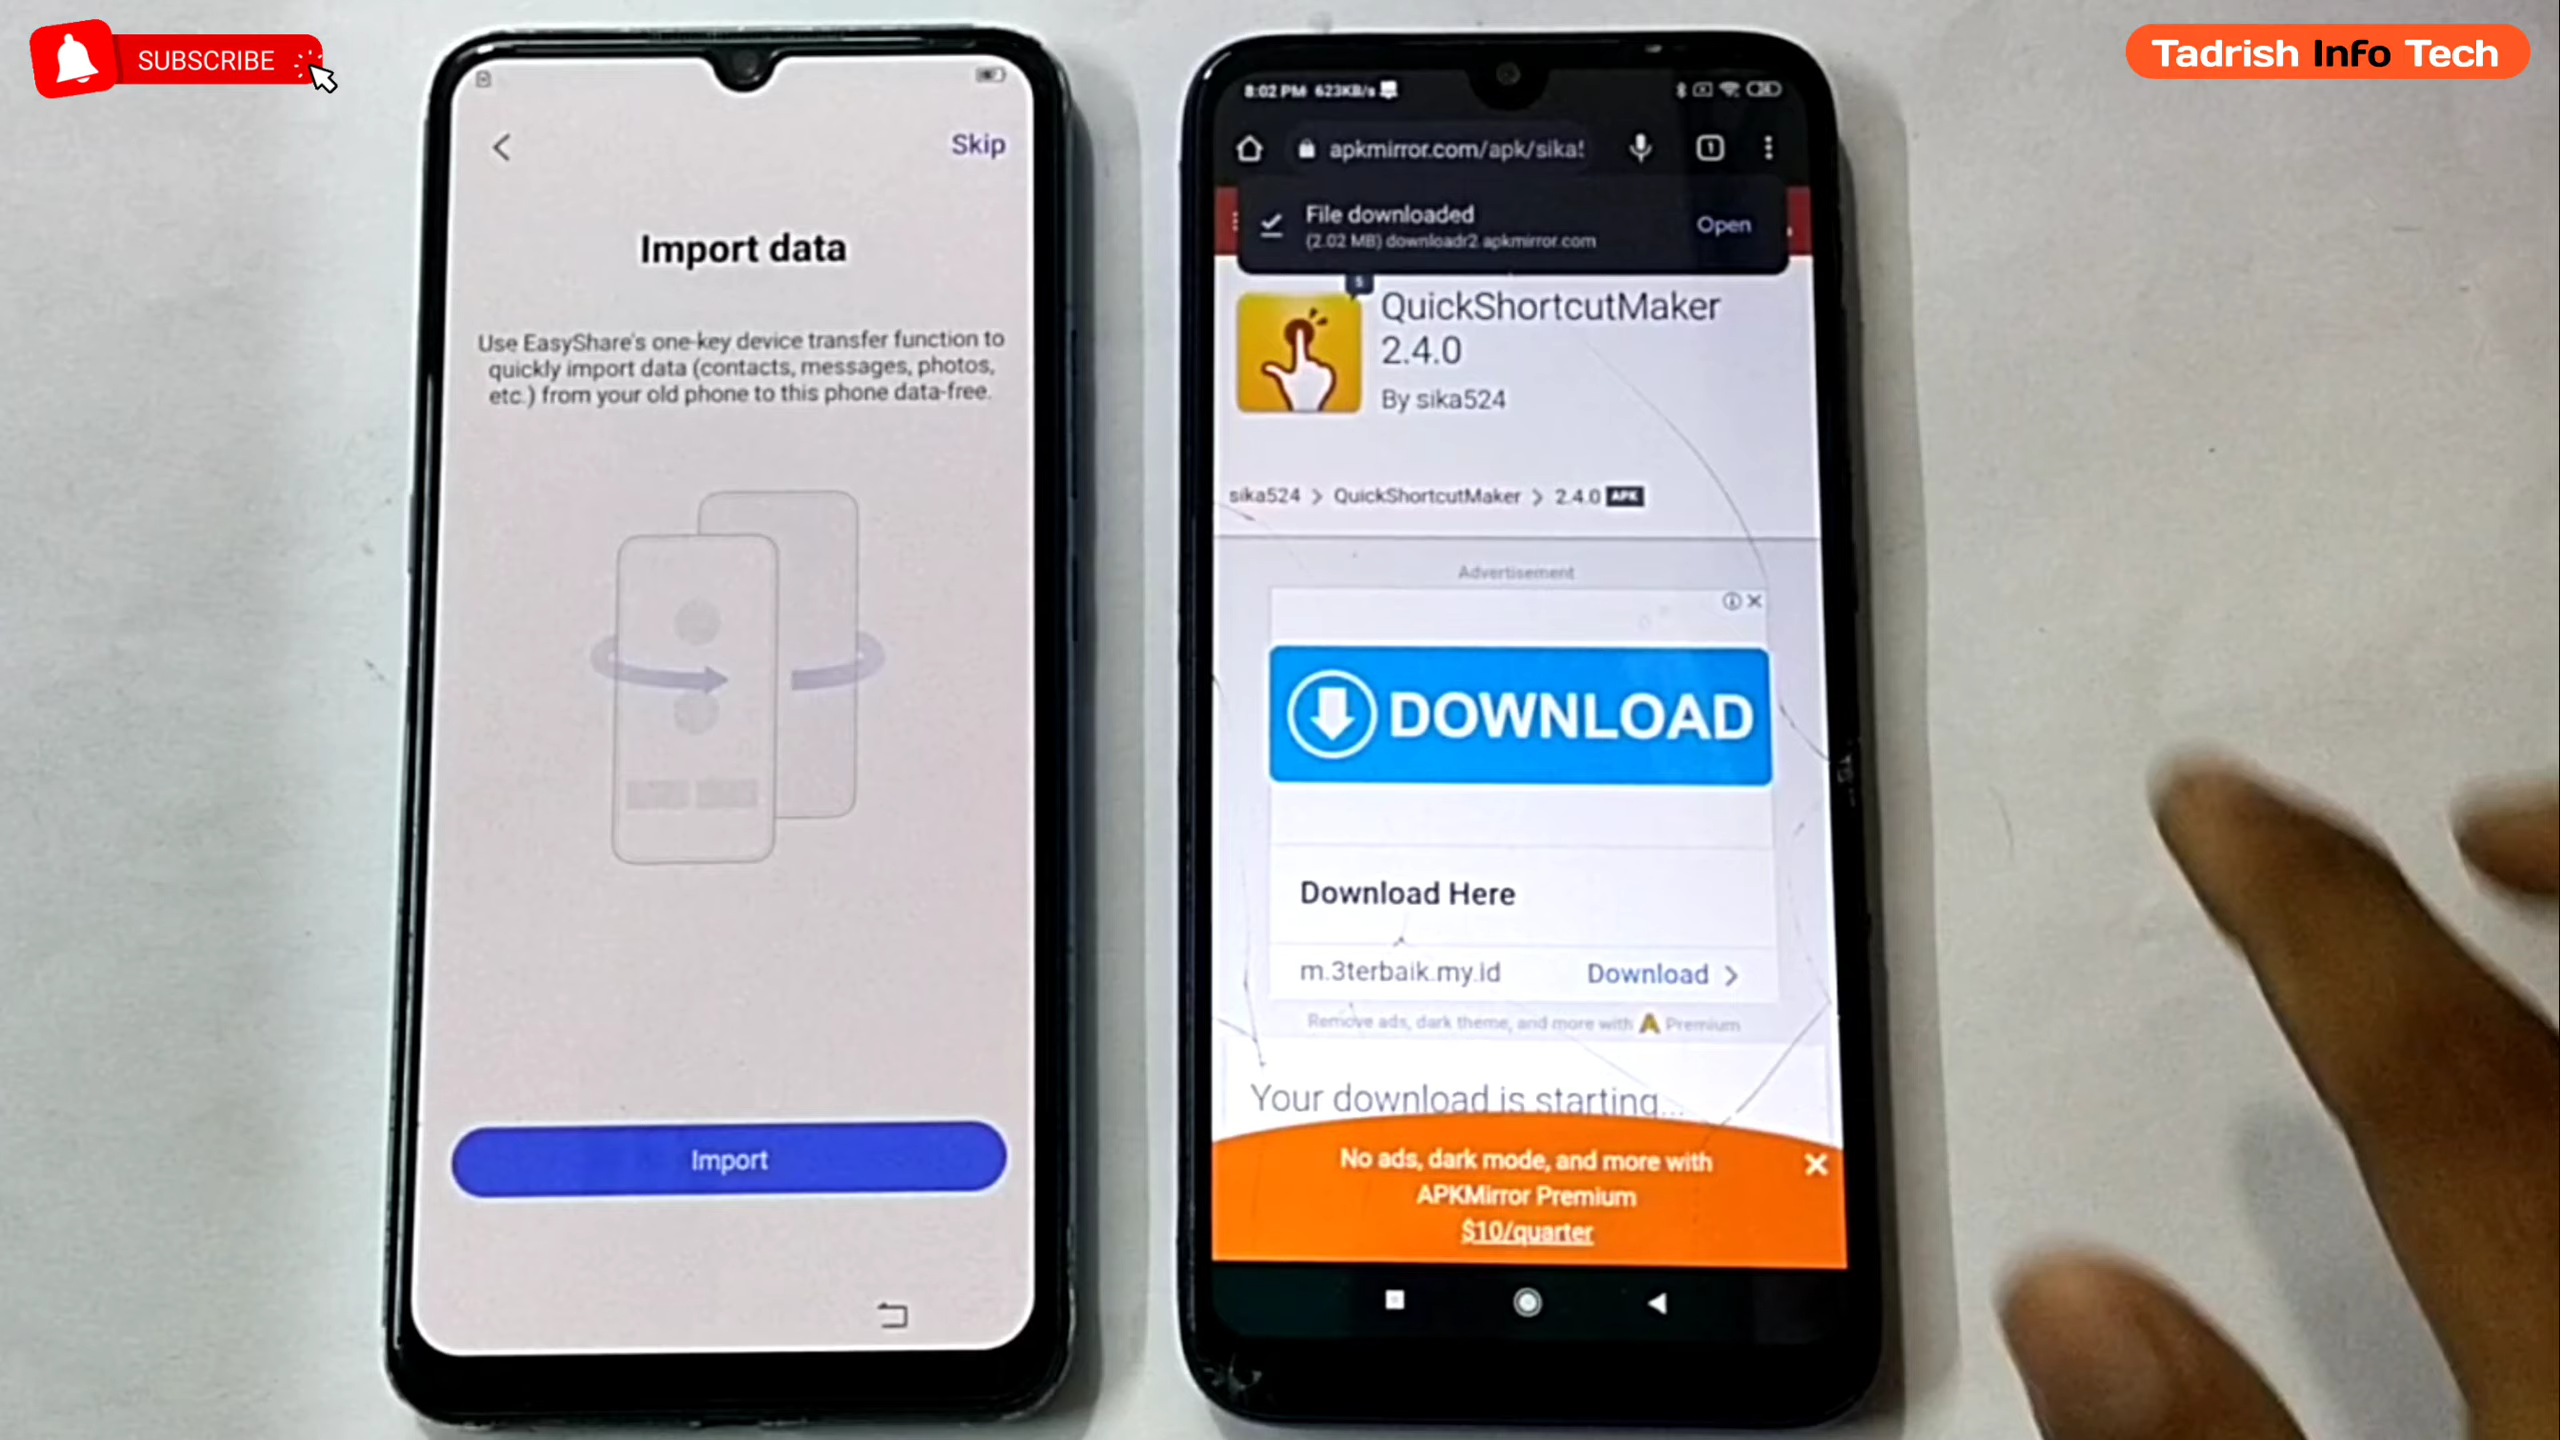 SUBSCRIBE
Tadrish InFo Tech
Skip
Import data
Use EasyShare's one-key device transfer function to
quickly import data (contacts, messages, photos,
etc.) from your old phone to this phone data-free.
Import
8:02 PM 623KB/s
apkmirror.com/apk/sika!
1
File downloaded
(2.02 MB) downloadr2.apkmirror.com
Open
QuickShortcutMaker
2.4.0
By sika524
sika524 > QuickShortcutMaker > 2.4.0 APK
Advertisement
DOWNLOAD
Download Here
m.3terbaik.my.id
Download
Remove ads, dark theme, and more with A Premium
Your download is starting...
No ads, dark mode, and more with
APKMirror Premium
$10/quarter